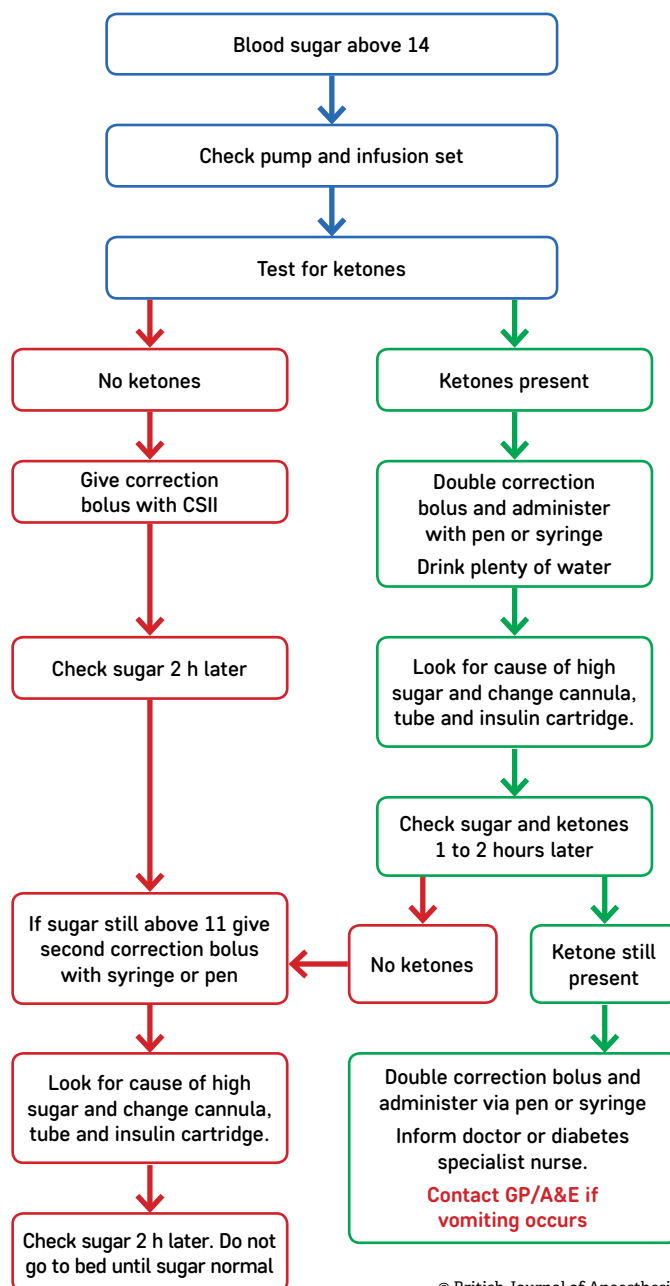 Blood sugar above 14
Check pump and infusion set
Test for ketones
No ketones
Ketones present
Give correction
bolus with CSII
Double correction
bolus and administer
with pen or syringe
Drink plenty of water
Check sugar 2 h later
Look for cause of high
sugar and change cannula,
tube and insulin cartridge.
Check sugar and ketones
1 to 2 hours later
If sugar still above 11 give
second correction bolus
with syringe or pen
No ketones
Ketone still
present
Look for cause of high
sugar and change cannula,
tube and insulin cartridge.
Double correction bolus and
administer via pen or syringe
Inform doctor or diabetes
specialist nurse.
Contact GP/A&E if
vomiting occurs
Check sugar 2 h later. Do not
go to bed until sugar normal
© British Journal of